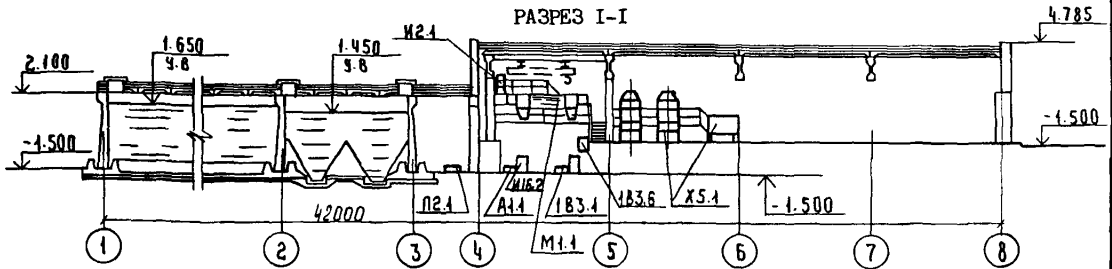 РАЗРЕЗ I-I
4.785
И2.1
1.650
У.В
1.450
У.В
2.100
-1.500
-1.500
И16.2
П2.1
А1.1
1В3.1
1В3.6
Х5.1
-1.500
42000
М1.1
1 2 3 4 5 6 7 8